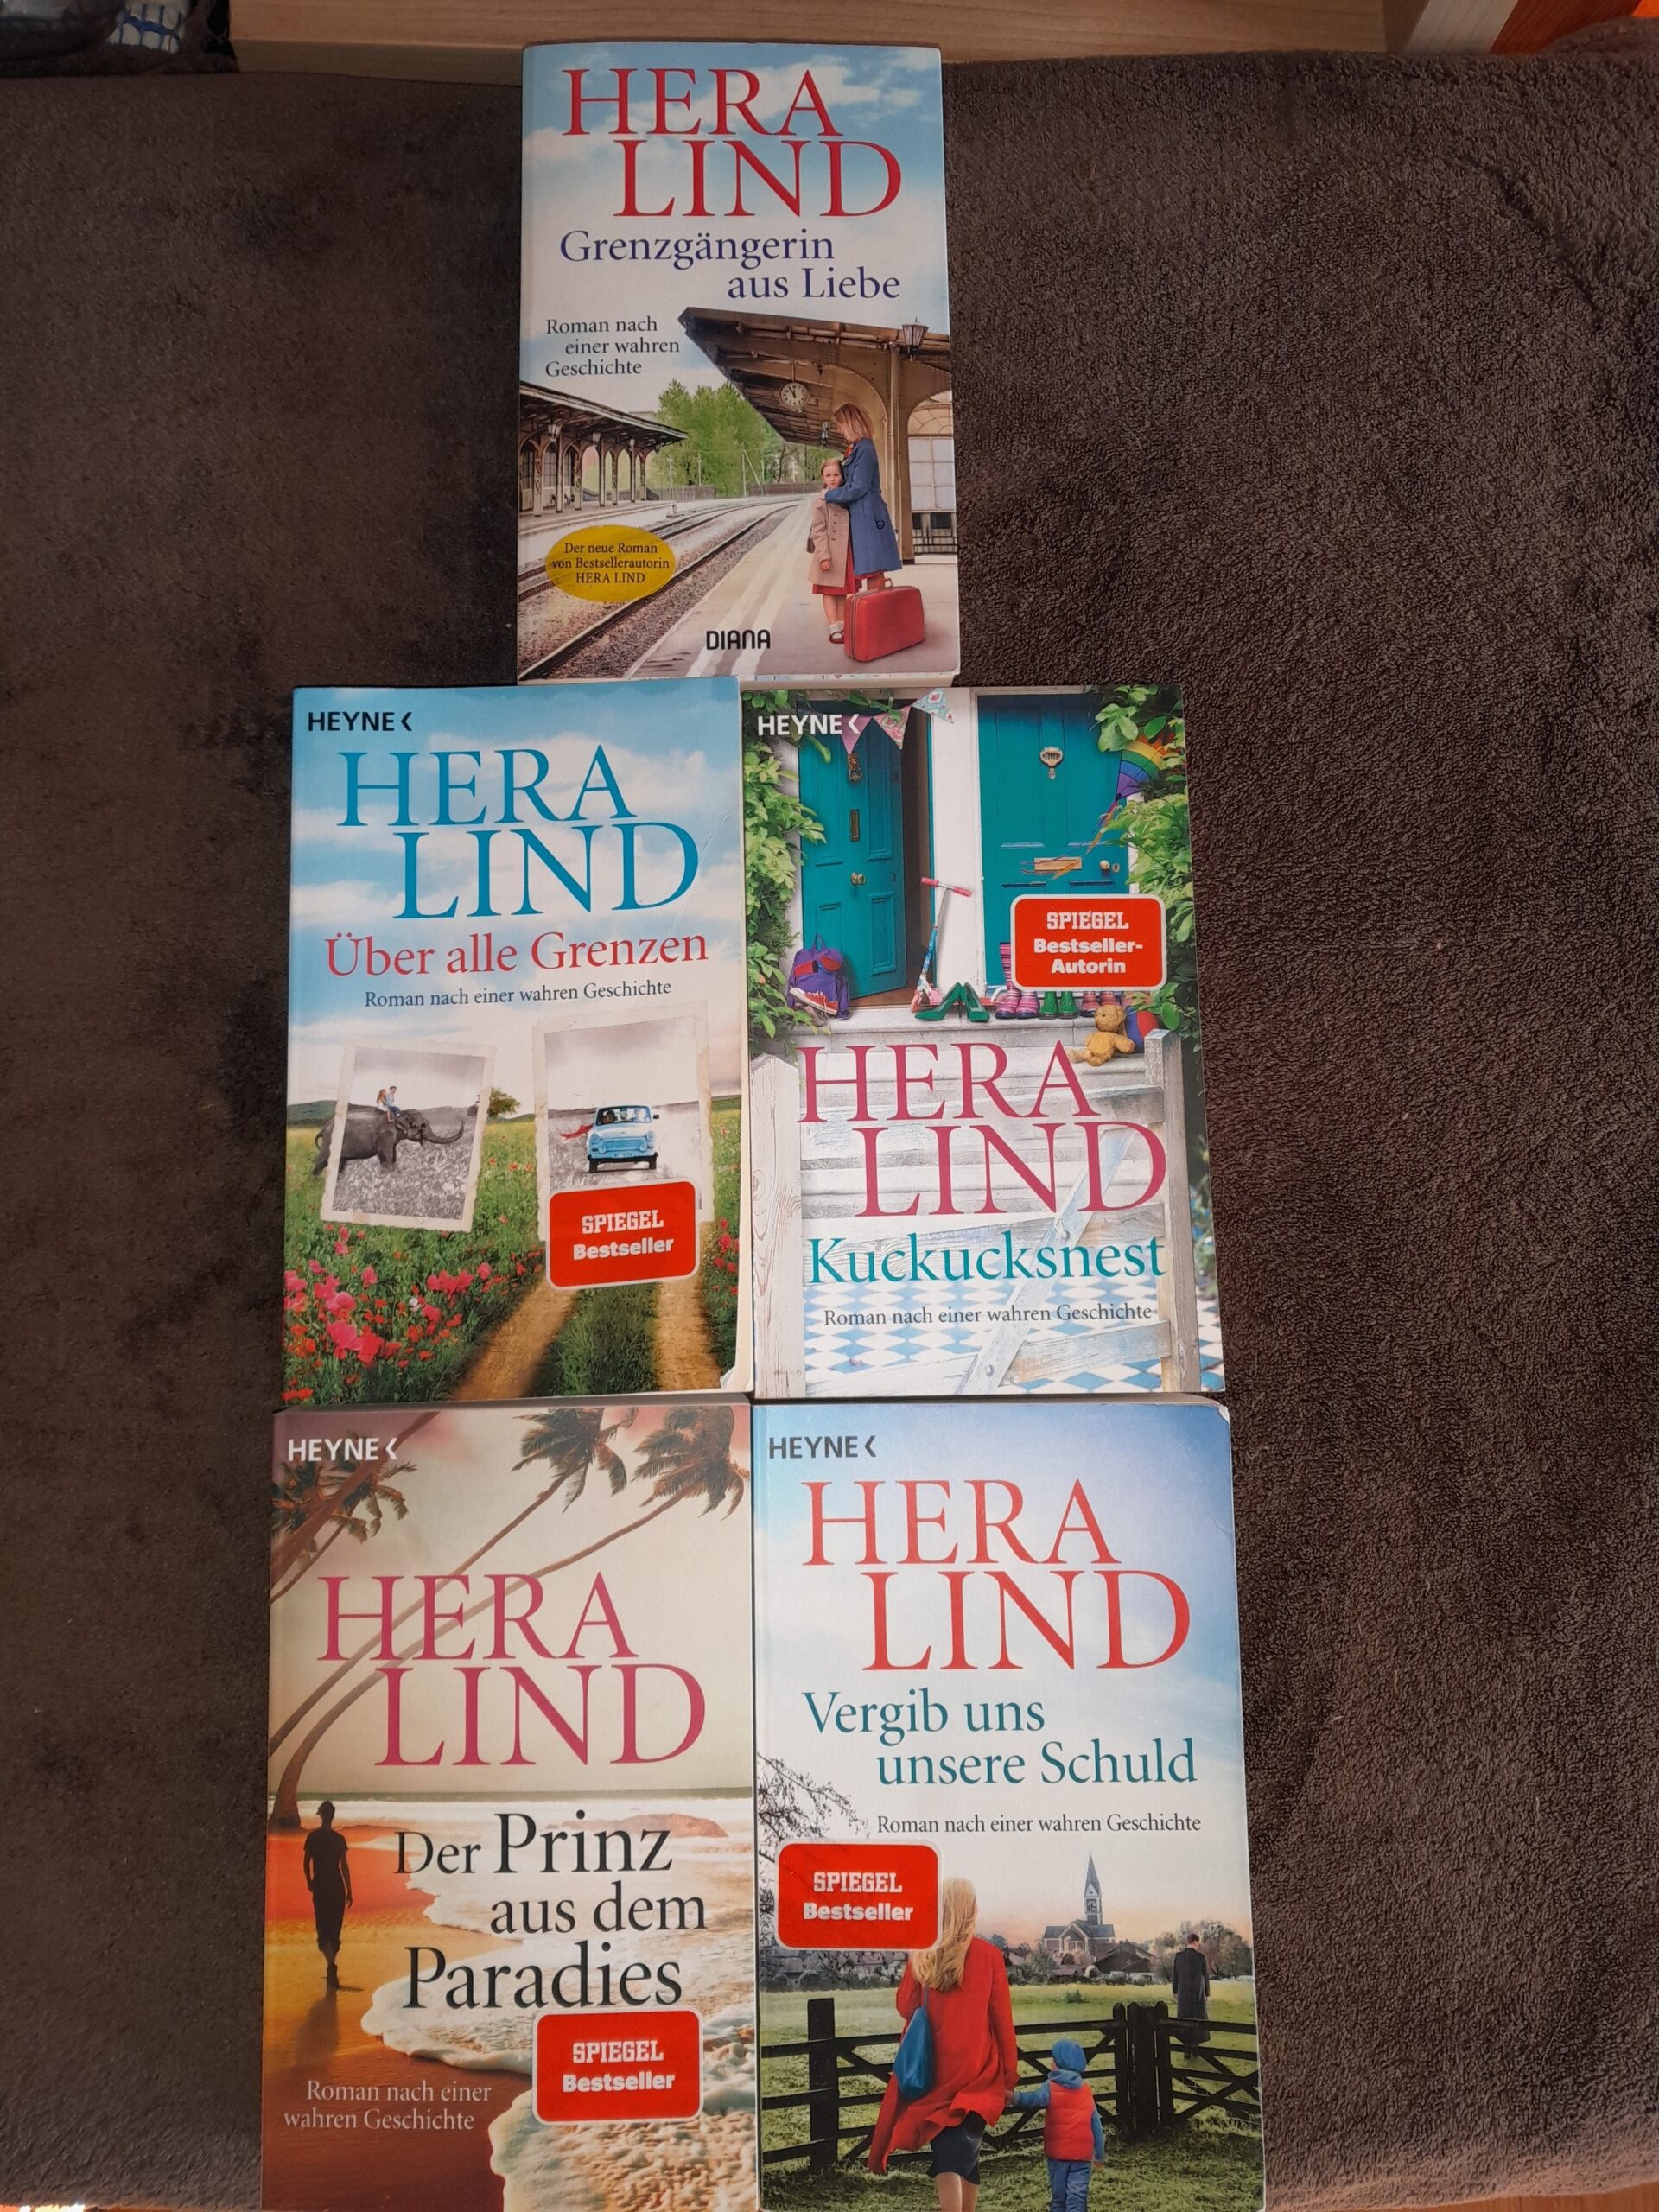 HERA
LIND
Grenzgängerin
aus Liebe
Roman nach
einer wahren
Geschichte
Der neue Roman
von Bestsellerautorin
HERA LIND
DIANA
HEYNE<
HERA
LIND
Über alle Grenzen
Roman nach einer wahren Geschichte
SPIEGEL
Bestseller
HEYNE<
SPIEGEL
Bestseller-
Autorin
HERA
LIND
Kuckucksnest
Roman nach einer wahren Geschichte
HEYNE<
HERA
LIND
Der Prinz
aus dem
Paradies
SPIEGEL
Bestseller
Roman nach einer
wahren Geschichte
HEYNE<
HERA
LIND
Vergib uns
unsere Schuld
Roman nach einer wahren Geschichte
SPIEGEL
Bestseller